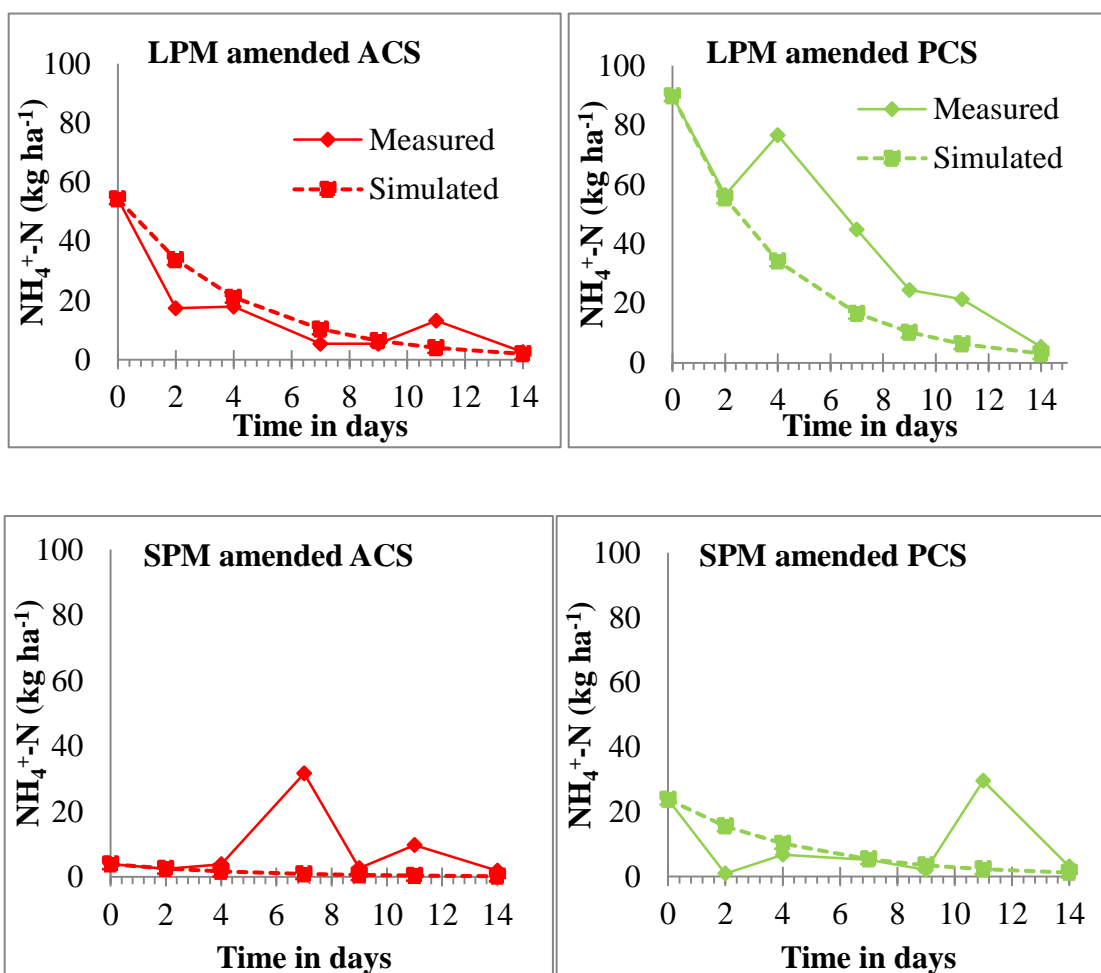 LPM amended ACS
100
80
60
40
20
0
NH₄⁺-N (kg ha⁻¹)
Measured
Simulated
0 2 4 6 8 10 12 14
Time in days
LPM amended PCS
100
80
60
40
20
0
NH₄⁺-N (kg ha⁻¹)
Measured
Simulated
0 2 4 6 8 10 12 14
Time in days
SPM amended ACS
100
80
60
40
20
0
NH₄⁺-N (kg ha⁻¹)
0 2 4 6 8 10 12 14
Time in days
SPM amended PCS
100
80
60
40
20
0
NH₄⁺-N (kg ha⁻¹)
0 2 4 6 8 10 12 14
Time in days